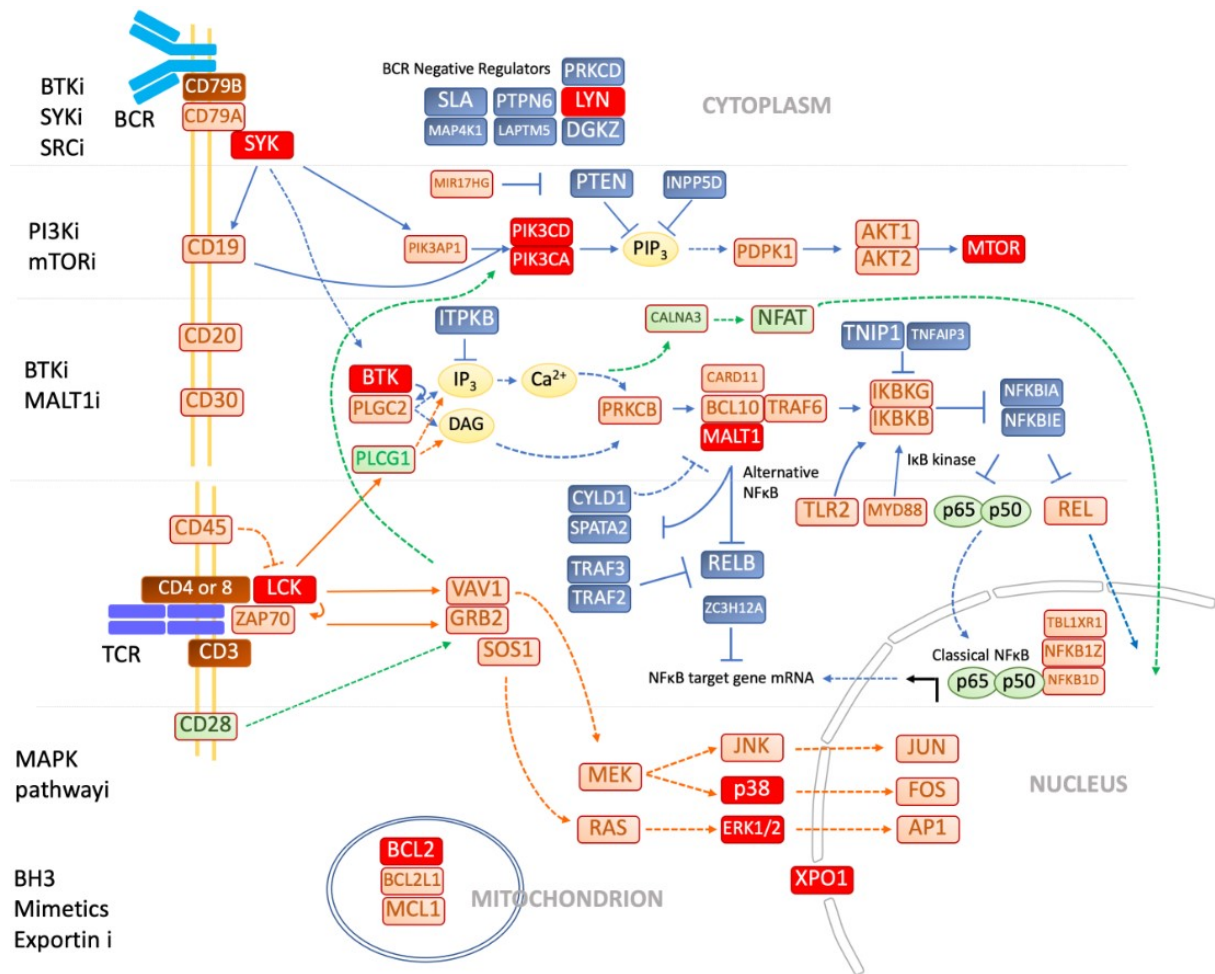 BTKi
SYKi
SRCi
BCR
CD79B
CD79A
SYK
BCR Negative Regulators
PRKCD
SLA
PTPN6
LYN
MAP4K1
LAPTM5
DGKZ
CYTOPLASM
PI3Ki
mTORi
CD19
MIR17HG
PTEN
INPP5D
PIK3AP1
PIK3CD
PIK3CA
PIP3
PDPK1
AKT1
AKT2
MTOR
BTKi
MALT1i
CD20
CD30
ITPKB
BTK
PLGC2
IP3
Ca2+
DAG
PLCG1
CALNA3
NFAT
PRKCB
CARD11
BCL10
TRAF6
MALT1
TNIP1
TNFAIP3
IKBKG
IKBKB
NFKBIA
NFKBIE
IκB kinase
Alternative
NFκB
CYLD1
SPATA2
TLR2
MYD88
p65
p50
REL
CD45
TRAF3
TRAF2
RELB
ZC3H12A
CD4 or 8
LCK
ZAP70
TCR
CD3
VAV1
GRB2
SOS1
NFκB target gene mRNA
Classical NFκB
p65
p50
TBL1XR1
NFKB1Z
NFKB1D
CD28
MAPK
pathwayi
MEK
JNK
JUN
p38
FOS
RAS
ERK1/2
AP1
NUCLEUS
BH3
Mimetics
Exportin i
BCL2
BCL2L1
MCL1
MITOCHONDRION
XPO1